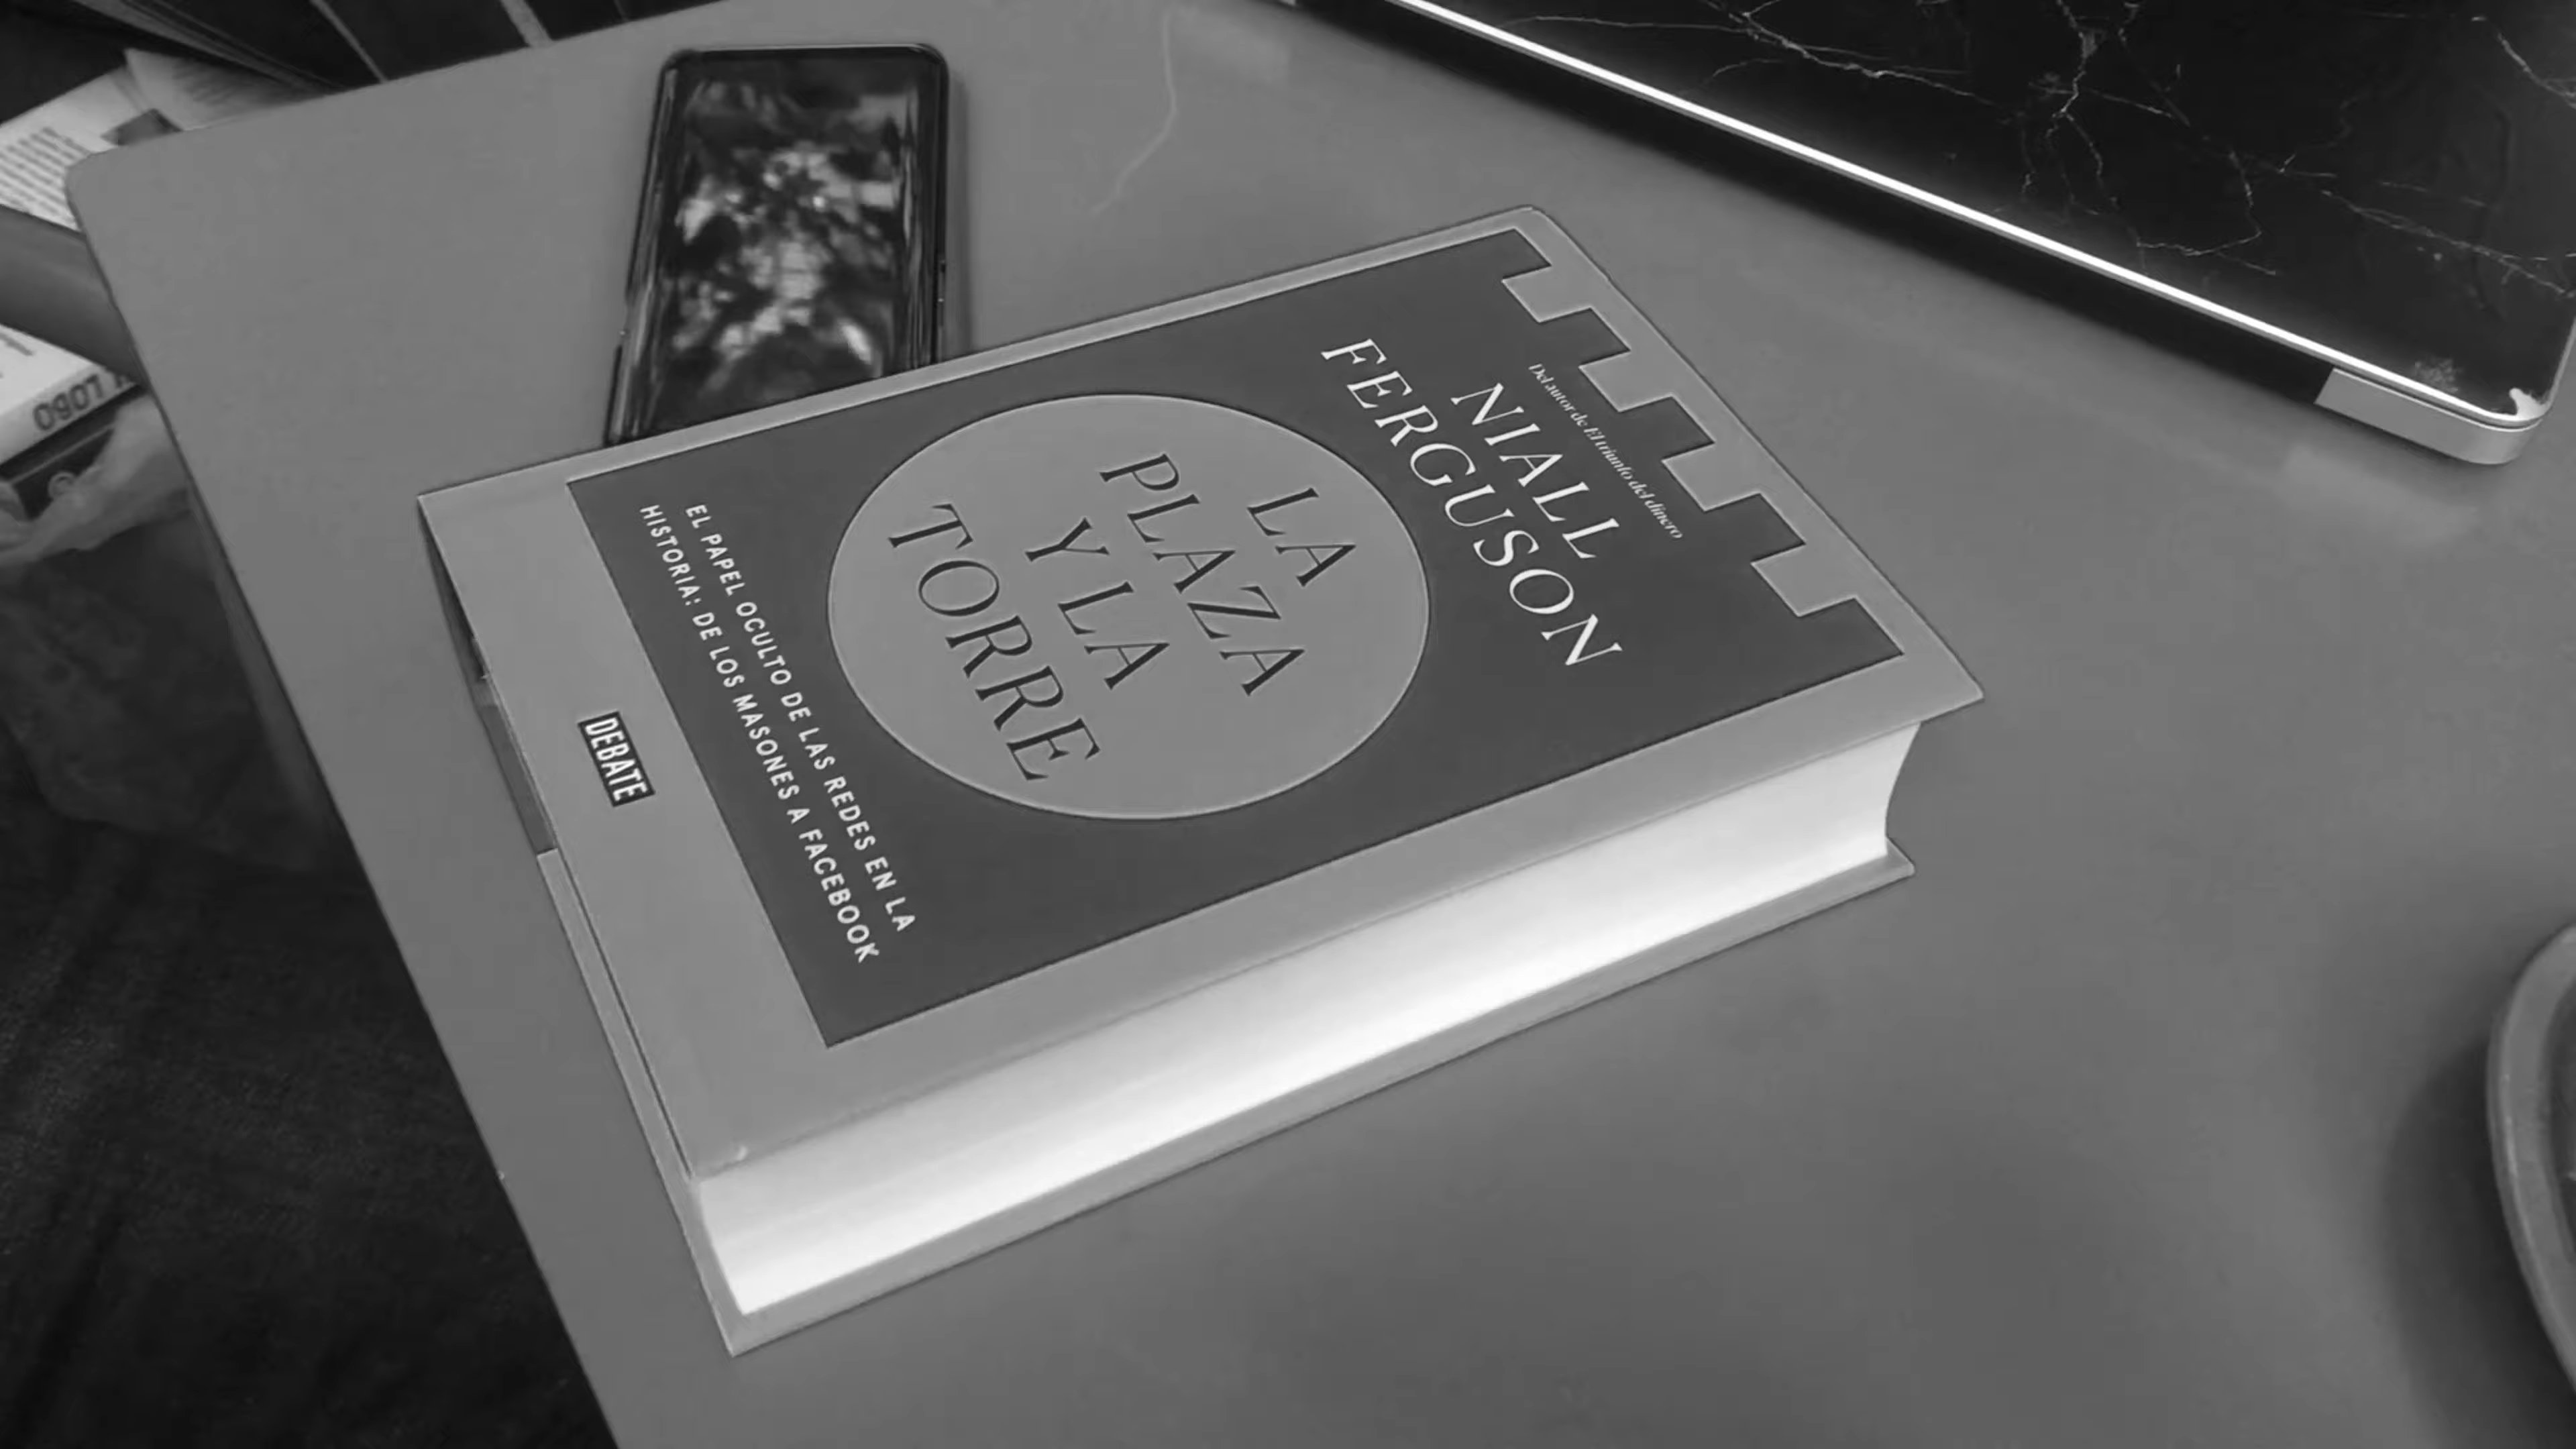 Del autor de El triunfo del dinero
NIALL
FERGUSON
LA
PLAZA
Y LA
TORRE
EL PAPEL OCULTO DE LAS REDES EN LA
HISTORIA: DE LOS MASONES A FACEBOOK
DEBATE
LOBO